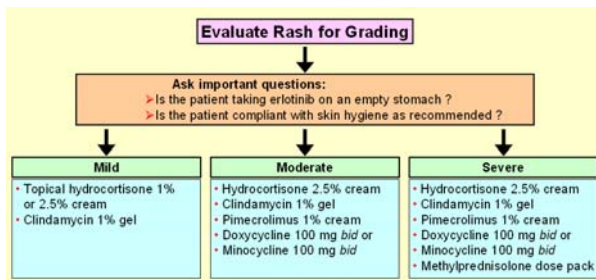 Evaluate Rash for Grading
Ask important questions:
➢Is the patient taking erlotinib on an empty stomach ?
➢Is the patient compliant with skin hygiene as recommended ?
Mild
• Topical hydrocortisone 1%
or 2.5% cream
• Clindamycin 1% gel
Moderate
• Hydrocortisone 2.5% cream
• Clindamycin 1% gel
• Pimecrolimus 1% cream
• Doxycycline 100 mg bid or
Minocycline 100 mg bid
Severe
• Hydrocortisone 2.5% cream
• Clindamycin 1% gel
• Pimecrolimus 1% cream
• Doxycycline 100 mg bid or
• Minocycline 100 mg bid
• Methylprednisolone dose pack